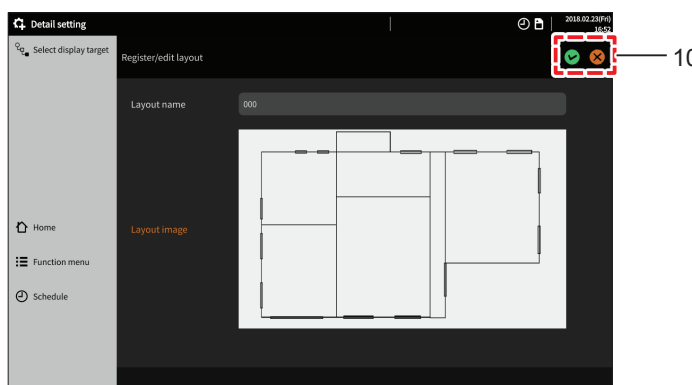 Detail setting
2018.02.23(Fri)
16:52
Select display target
Register/edit layout
10
Layout name
000
Layout image
Home
Function menu
Schedule